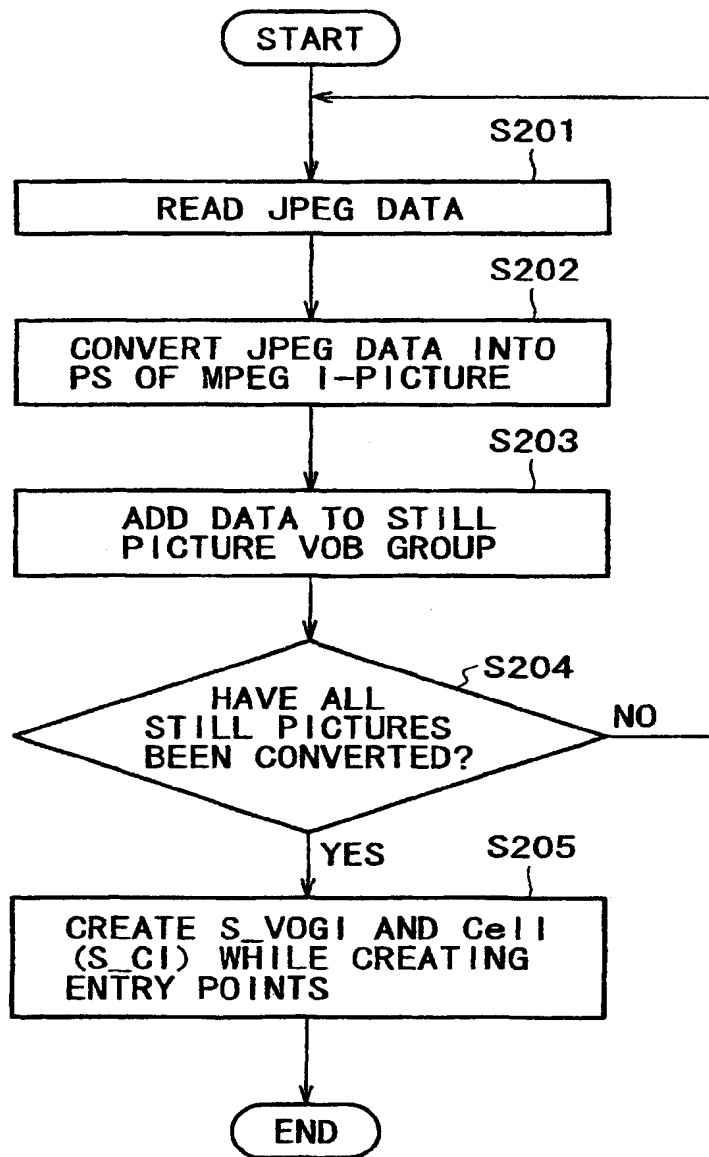 START
S201
READ JPEG DATA
S202
CONVERT JPEG DATA INTO
PS OF MPEG I-PICTURE
S203
ADD DATA TO STILL
PICTURE VOB GROUP
S204
HAVE ALL
STILL PICTURES
BEEN CONVERTED?
NO
YES
S205
CREATE S_VOGI AND Cell
(S_CI) WHILE CREATING
ENTRY POINTS
END